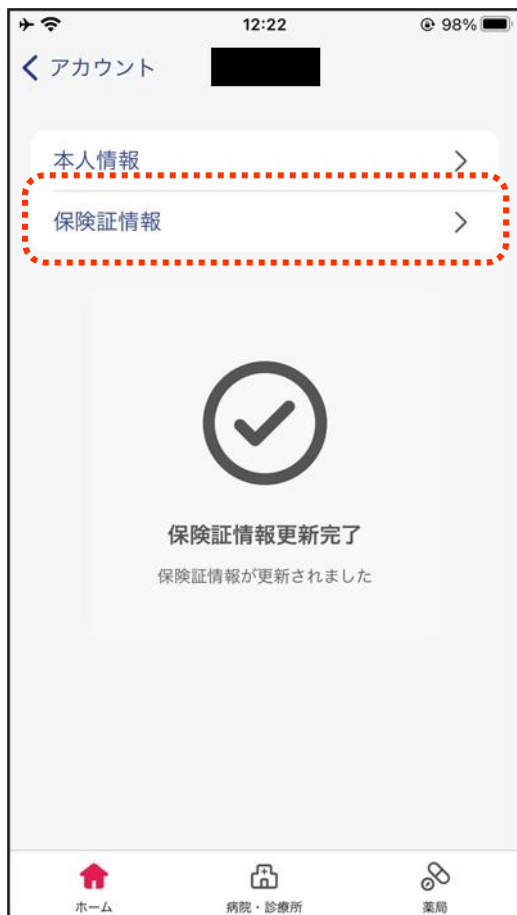 12:22
98%
アカウント
本人情報
保険証情報
保険証情報更新完了
保険証情報が更新されました
ホーム
病院・診療所
薬局